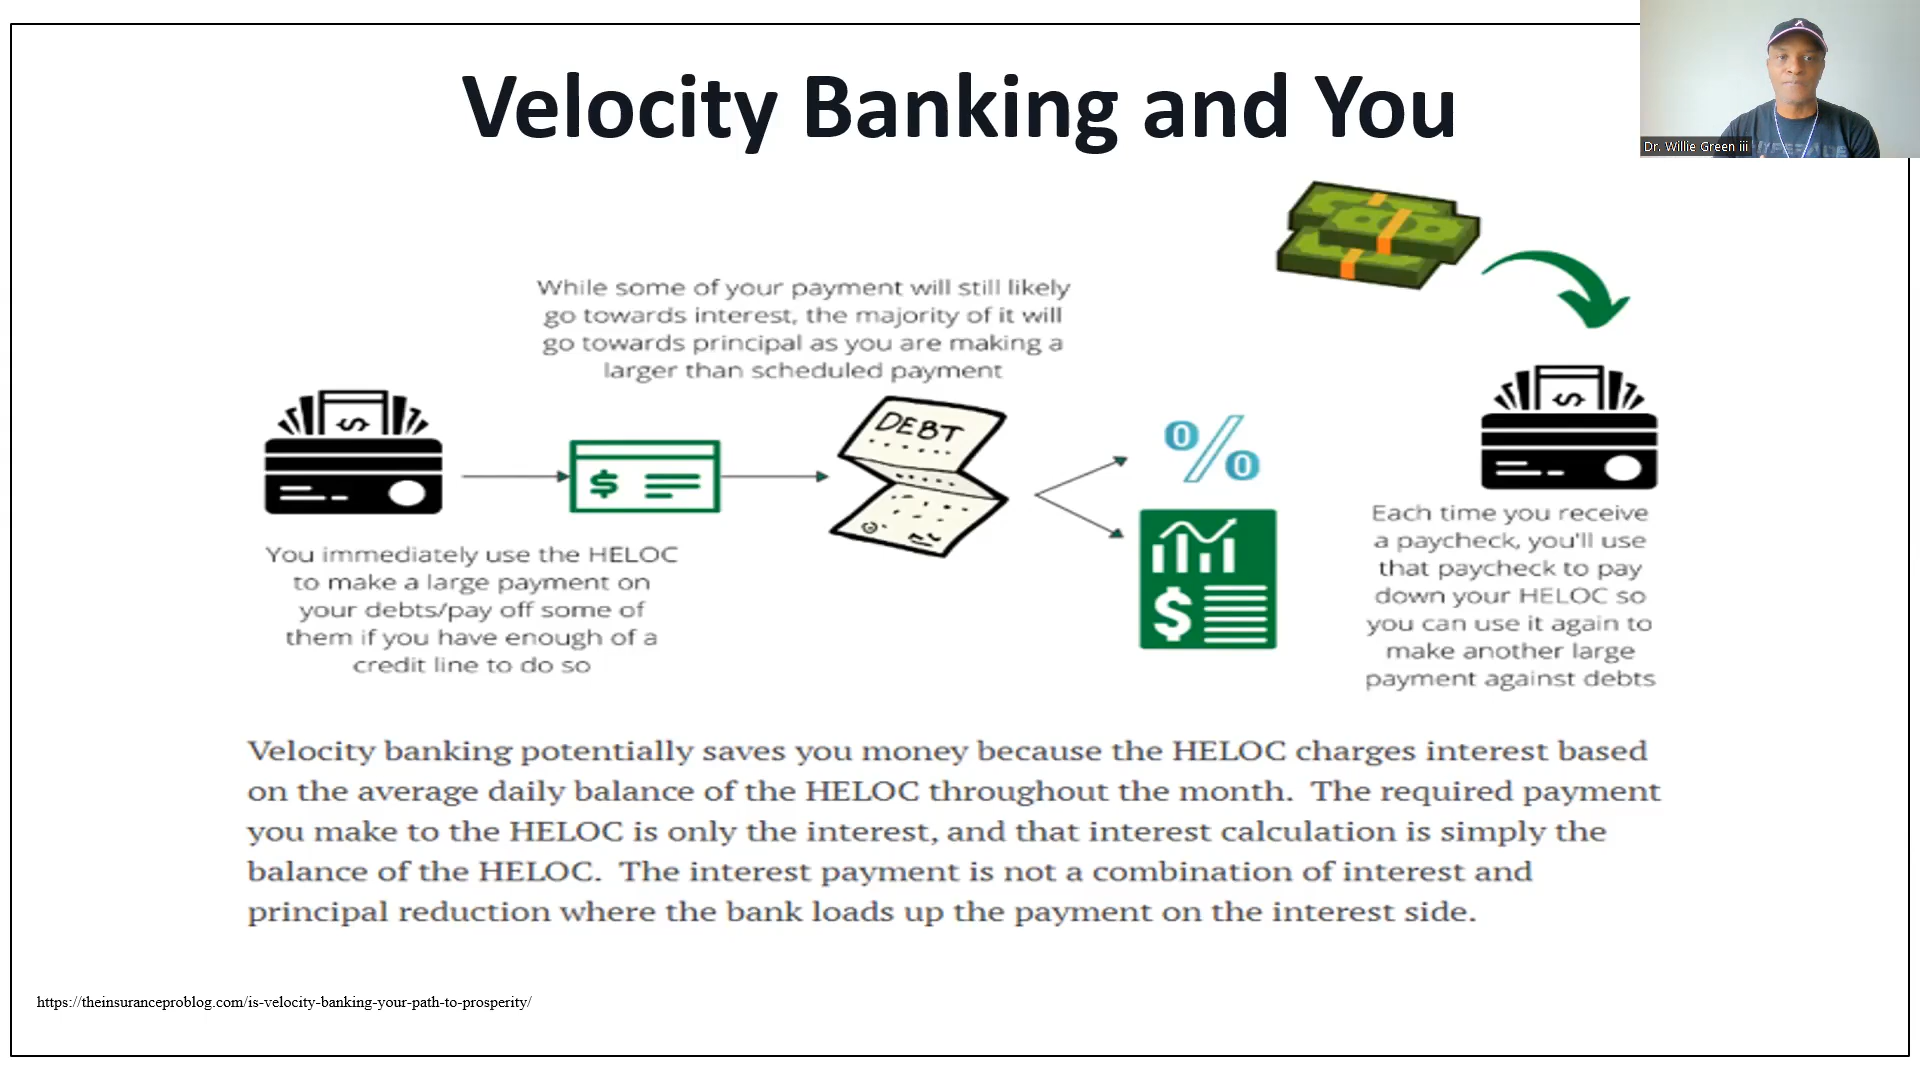 Velocity Banking and You
Dr. Willie Green iii
While some of your payment will still likely
go towards interest, the majority of it will
go towards principal as you are making a
larger than scheduled payment
DEBT
$
$
0%0
$
$
You immediately use the HELOC
to make a large payment on
your debts/pay off some of
them if you have enough of a
credit line to do so
Each time you receive
a paycheck, you'll use
that paycheck to pay
down your HELOC so
you can use it again to
make another large
payment against debts
Velocity banking potentially saves you money because the HELOC charges interest based
on the average daily balance of the HELOC throughout the month.  The required payment
you make to the HELOC is only the interest, and that interest calculation is simply the
balance of the HELOC.  The interest payment is not a combination of interest and
principal reduction where the bank loads up the payment on the interest side.
https://theinsuranceproblog.com/is-velocity-banking-your-path-to-prosperity/